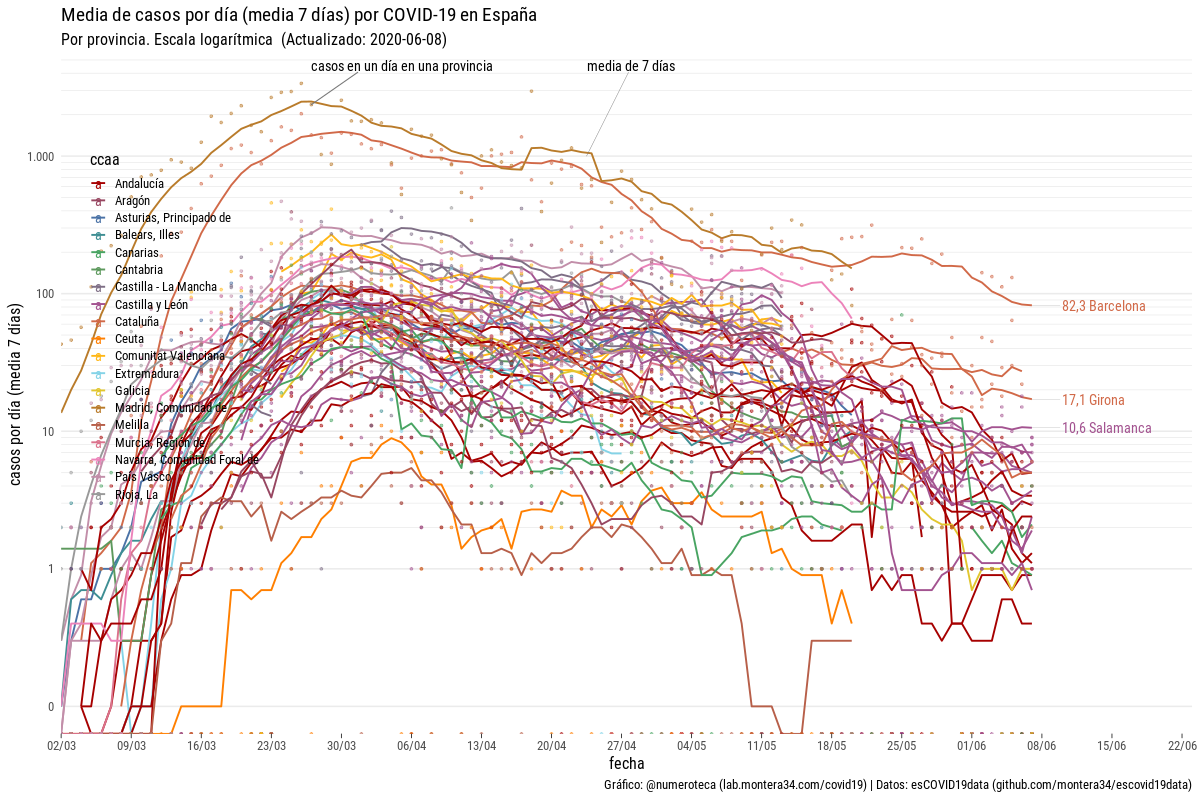 Media de casos por día (media 7 días) por COVID-19 en España
Por provincia. Escala logarítmica (Actualizado: 2020-06-08)
casos en un día en una provincia
media de 7 días
casos por día (media 7 días)
1.000
100
10
1
0
ccaa
Andalucía
Aragón
Asturias, Principado de
Balears, Illes
Canarias
Cantabria
Castilla - La Mancha
Castilla y León
Cataluña
Ceuta
Comunitat Valenciana
Extremadura
Galicia
Madrid, Comunidad de
Melilla
Murcia, Región de
Navarra, Comunidad Foral de
País Vasco
Rioja, La
82,3 Barcelona
17,1 Girona
10,6 Salamanca
02/03 09/03 16/03 23/03 30/03 06/04 13/04 20/04 27/04 04/05 11/05 18/05 25/05 01/06 08/06 15/06 22/06
fecha
Gráfico: @numeroteca (lab.montera34.com/covid19) | Datos: esCOVID19data (github.com/montera34/escovid19data)